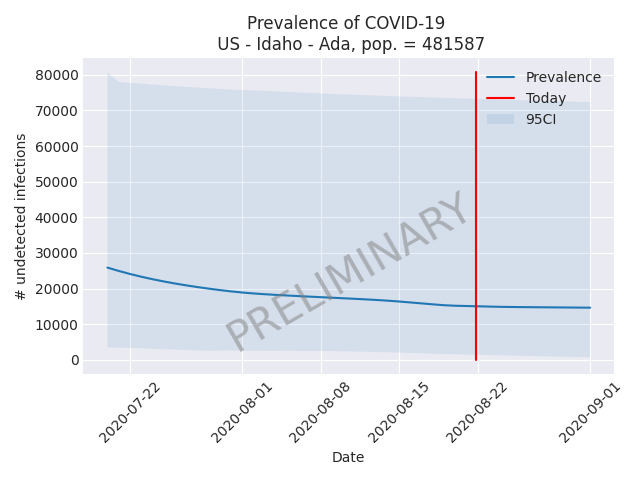 Prevalence of COVID-19
US - Idaho - Ada, pop. = 481587
80000
70000
60000
50000
40000
30000
20000
10000
0
# undetected infections
Prevalence
Today
95CI
PRELIMINARY
2020-07-22
2020-08-01
2020-08-08
2020-08-15
2020-08-22
2020-09-01
Date